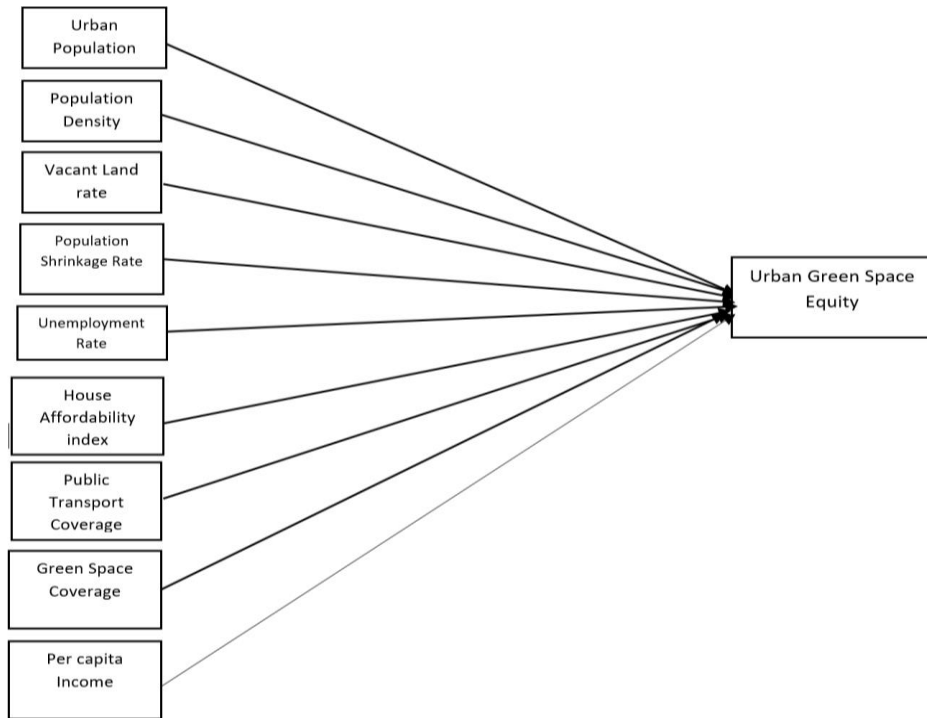 Urban
Population
Population
Density
Vacant Land
rate
Population
Shrinkage Rate
Unemployment
Rate
House
Affordability
index
Public
Transport
Coverage
Green Space
Coverage
Per capita
Income
Urban Green Space
Equity